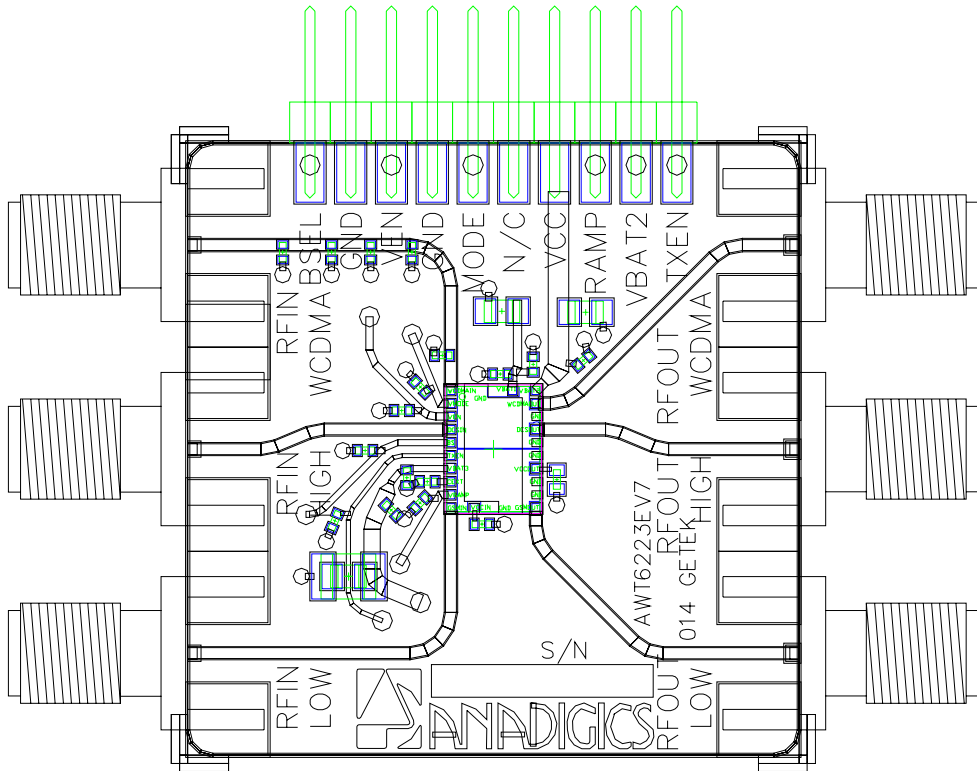 BSEL
GND
VEN
GND
MODE
N/C
VCC
RAMP
VBAT2
TXEN
RFIN
WCDMA
RFOUT
WCDMA
RFIN
HIGH
RFOUT
HIGH
AWT6223EV7
014 GETEK
RFIN
LOW
RFOUT
LOW
S/N
ANADIGICS